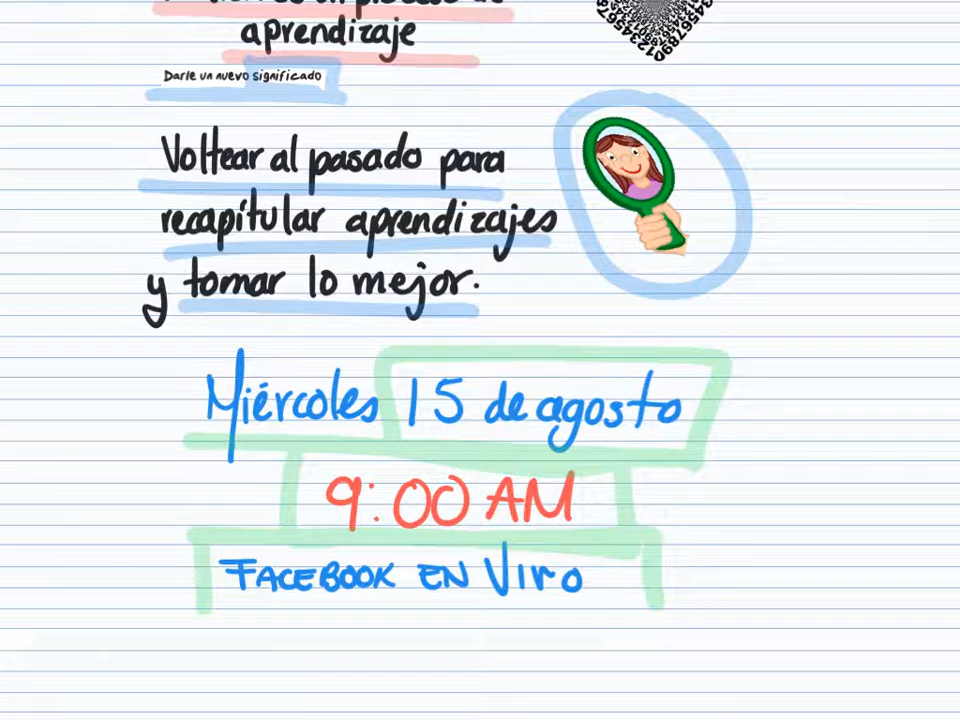 aprendizaje
Darle un nuevo significado
Voltear al pasado para
recapitular aprendizajes
y tomar lo mejor.
Miércoles 15 de agosto
9:00 AM
FACEBOOK EN VIVO